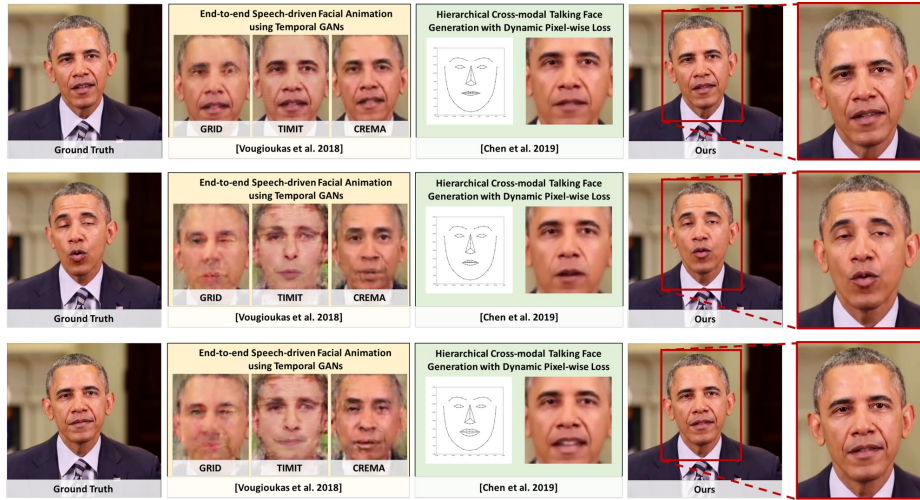 End-to-end Speech-driven Facial Animation
using Temporal GANs
Hierarchical Cross-modal Talking Face
Generation with Dynamic Pixel-wise Loss
GRID
TIMIT
CREMA
Ground Truth
[Vougioukas et al. 2018]
[Chen et al. 2019]
Ours
End-to-end Speech-driven Facial Animation
using Temporal GANs
Hierarchical Cross-modal Talking Face
Generation with Dynamic Pixel-wise Loss
GRID
TIMIT
CREMA
Ground Truth
[Vougioukas et al. 2018]
[Chen et al. 2019]
Ours
End-to-end Speech-driven Facial Animation
using Temporal GANs
Hierarchical Cross-modal Talking Face
Generation with Dynamic Pixel-wise Loss
GRID
TIMIT
CREMA
Ground Truth
[Vougioukas et al. 2018]
[Chen et al. 2019]
Ours